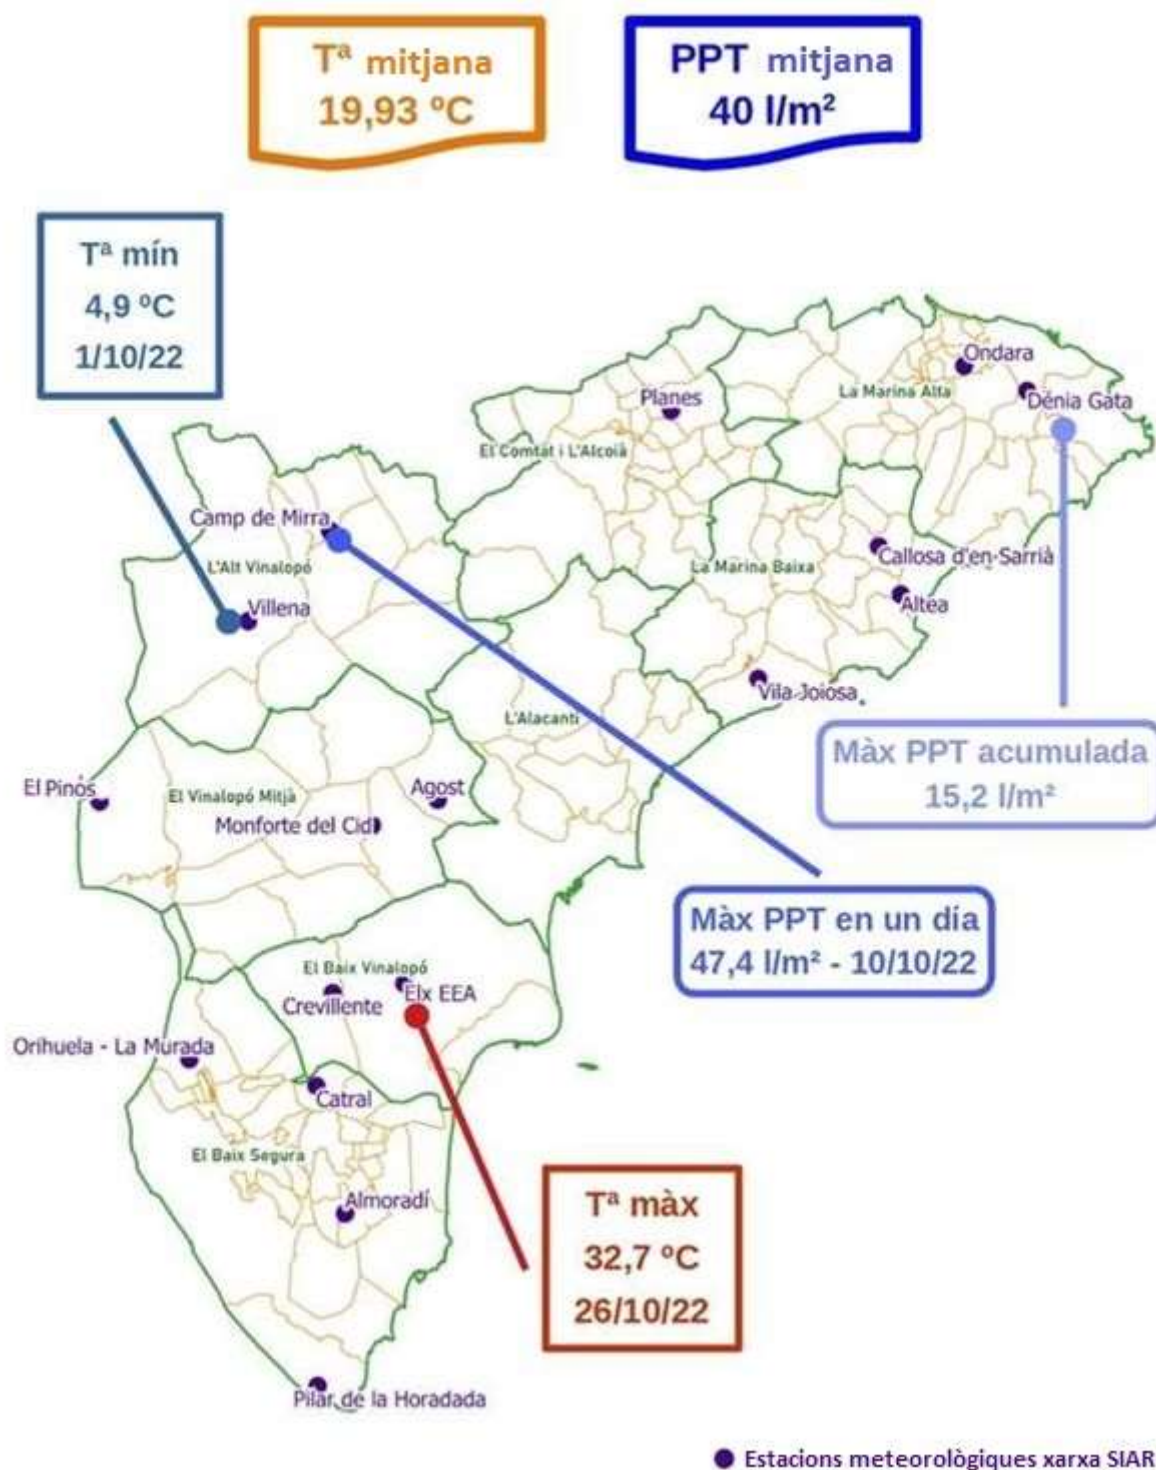 Tª mitjana
19,93 ºC
PPT mitjana
40 l/m²
Tª mín
4,9 ºC
1/10/22
Ondara
La Marina Alta
Dénia Gata
Planes
El Comtat i L'Alcoià
Camp de Mirra
L'Alt Vinalopó
Villena
Callosa d'en-Sarrià
La Marina Baixa
Altea
Vila-Joiosa
L'Alacantí
Màx PPT acumulada
15,2 l/m²
El Pinós
El Vinalopó Mitjà
Agost
Monforte del Cid
Màx PPT en un día
47,4 l/m² - 10/10/22
El Baix Vinalopó
Elx EEA
Crevillente
Orihuela - La Murada
Catral
El Baix Segura
Almoradí
Tª màx
32,7 ºC
26/10/22
Pilar de la Horadada
Estacions meteorològiques xarxa SIAR